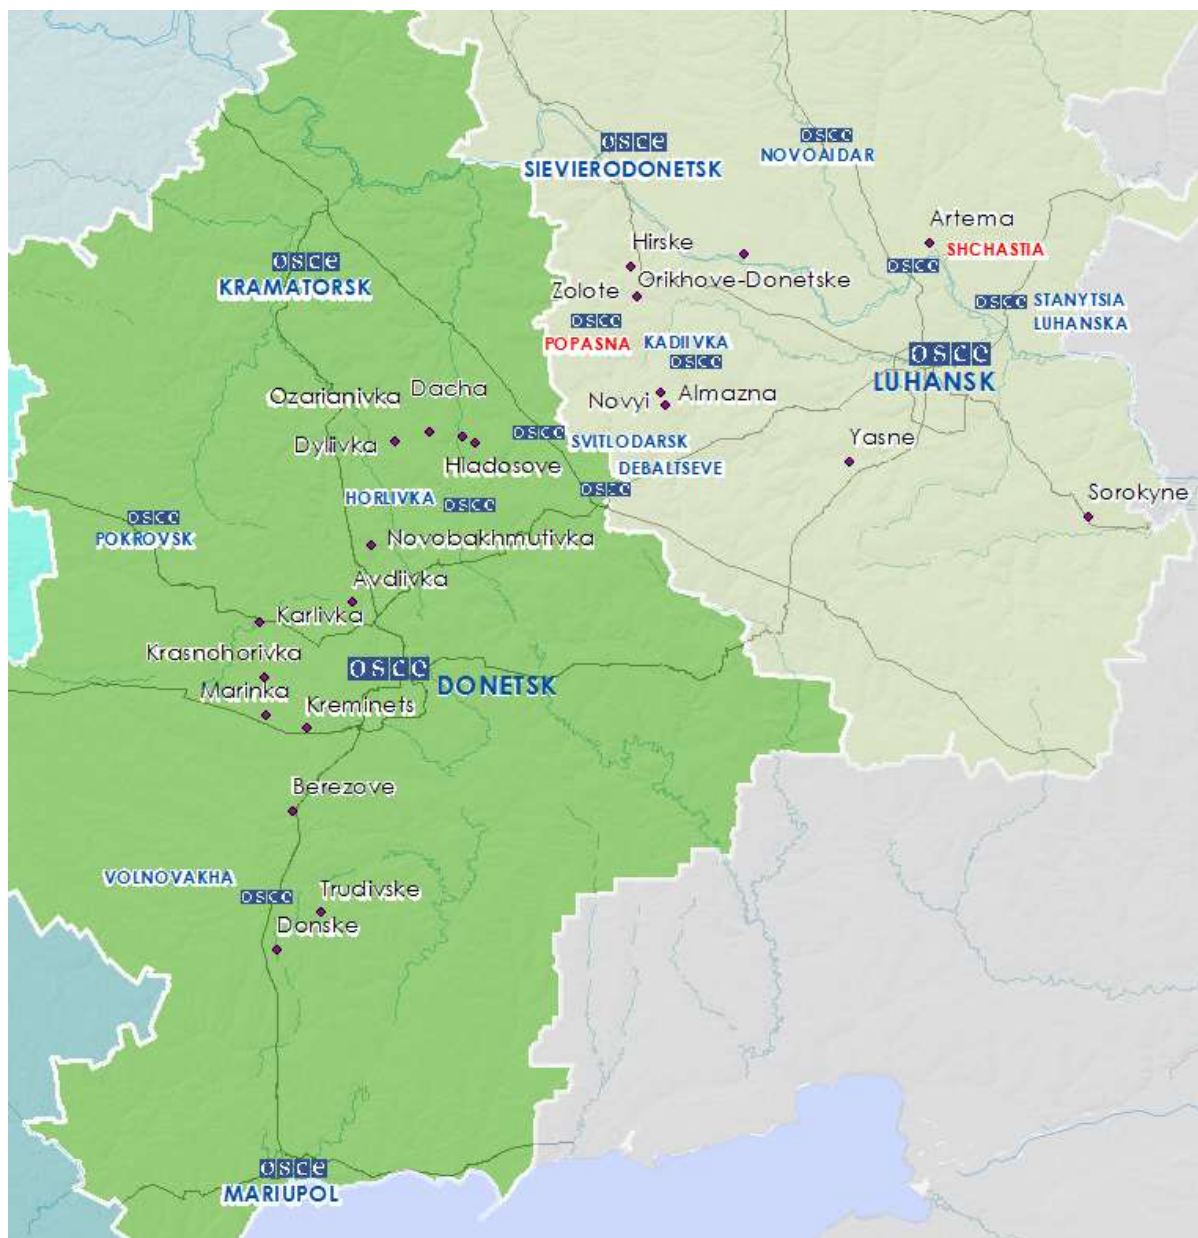 osce
NOVOAIDAR
osce
SIEVIERODONETSK
Artema
SHCHASTIA
Hirske
osce
KRAMATORSK
osce
Orikhove-Donetske
Zolote
osce
STANYTSIA
LUHANSKA
osce
POPASNA
KADIIVKA
osce
osce
LUHANSK
Dacha
Ozarianivka
Novyi
Almazna
Dyliivka
osce
SVITLODARSK
Yasne
Hladosove
DEBALTSEVE
osce
HORLIVKA
osce
Sorokyne
osce
POKROVSK
Novobakhmutivka
Avdiivka
Karlivka
Krasnohorivka
osce
DONETSK
Marinka
Kreminets
Berezove
VOLNOVAKHA
osce
Trudivske
Donske
osce
MARIUPOL